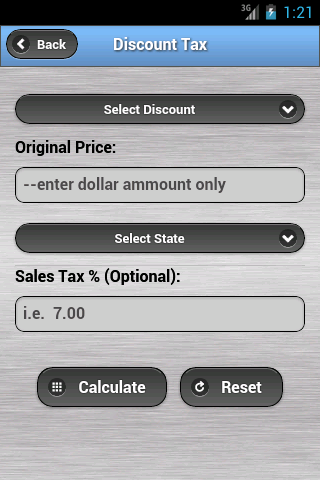 3G 1:21
Back Discount Tax
Select Discount
Original Price:
--enter dollar ammount only
Select State
Sales Tax % (Optional):
i.e. 7.00
Calculate Reset